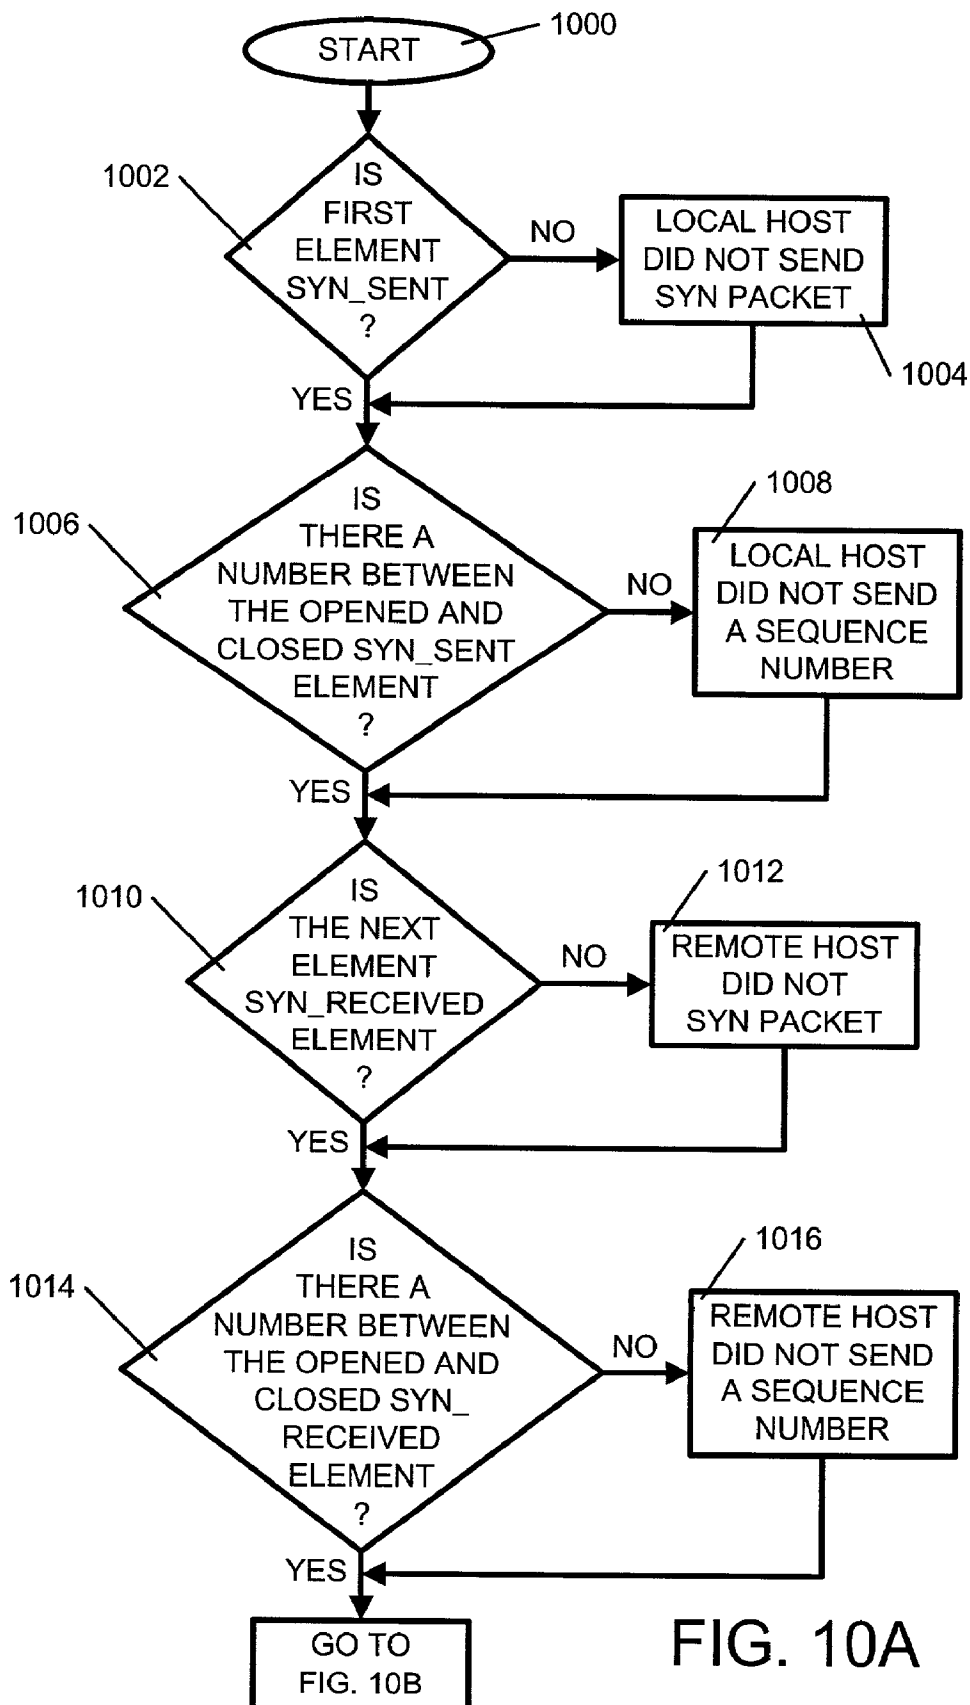 START
1000
1002
IS
FIRST
ELEMENT
SYN_SENT
?
NO
LOCAL HOST
DID NOT SEND
SYN PACKET
1004
YES
1006
IS
THERE A
NUMBER BETWEEN
THE OPENED AND
CLOSED SYN_SENT
ELEMENT
?
NO
1008
LOCAL HOST
DID NOT SEND
A SEQUENCE
NUMBER
YES
1010
IS
THE NEXT
ELEMENT
SYN_RECEIVED
ELEMENT
?
NO
1012
REMOTE HOST
DID NOT
SYN PACKET
YES
1014
IS
THERE A
NUMBER BETWEEN
THE OPENED AND
CLOSED SYN_
RECEIVED
ELEMENT
?
NO
1016
REMOTE HOST
DID NOT SEND
A SEQUENCE
NUMBER
YES
GO TO
FIG. 10B
FIG. 10A